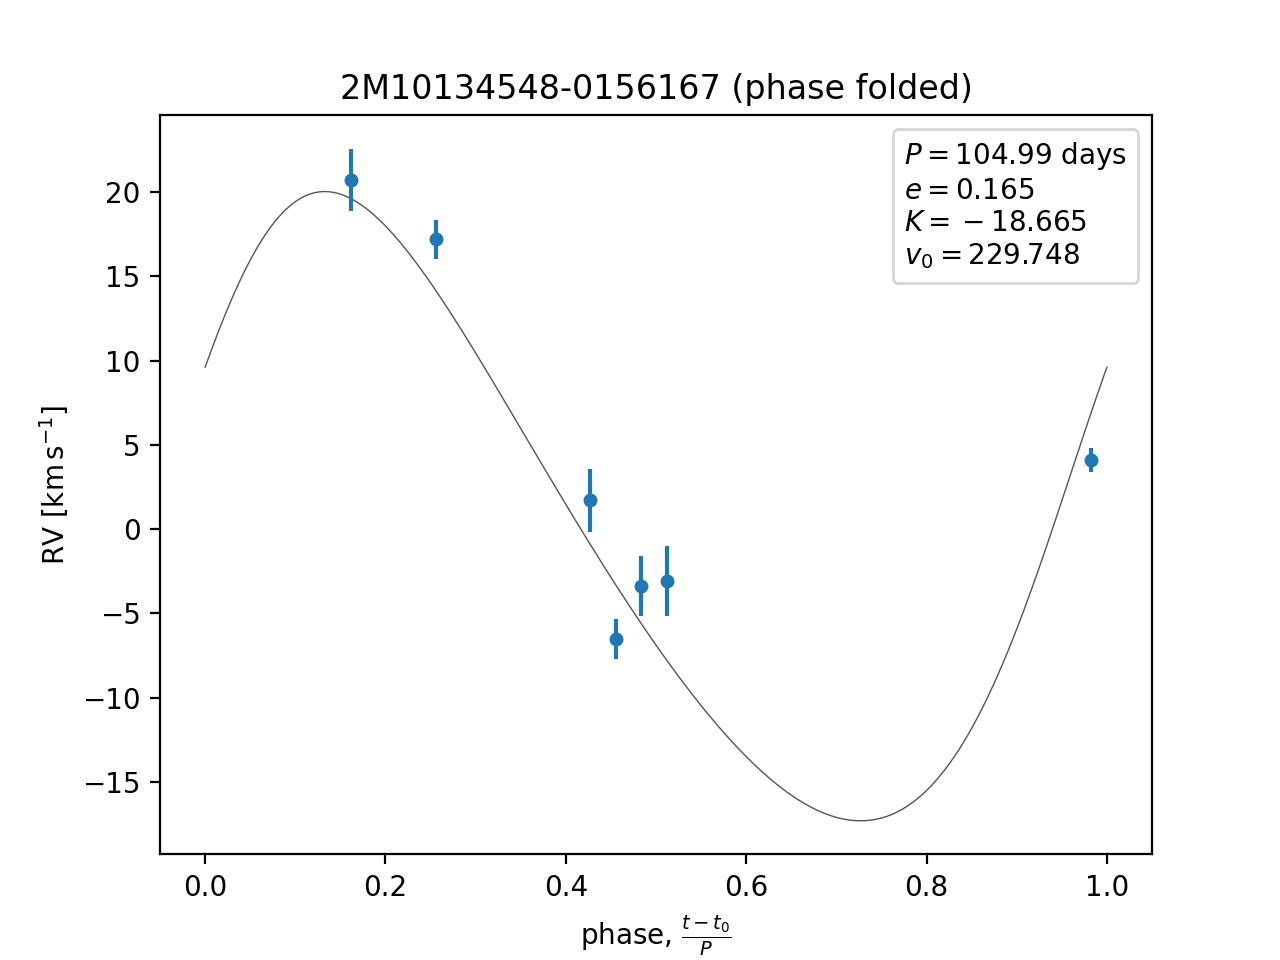 2M10134548-0156167 (phase folded)
P = 104.99 days
e = 0.165
K = −18.665
v₀ = 229.748
RV [km s⁻¹]
20
15
10
5
0
−5
−10
−15
0.0 0.2 0.4 0.6 0.8 1.0
phase, (t − t₀)/P